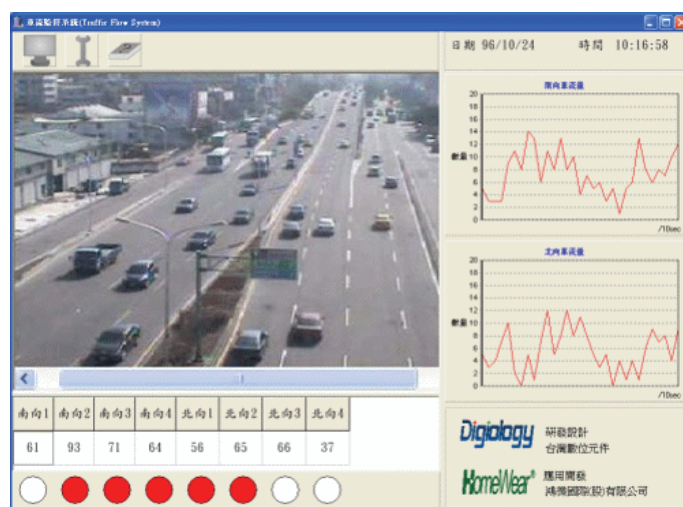 車流監控系統(Traffic Flow System)
日期 96/10/24 時間 10:16:58
南向車流量
20
18
16
14
12
數量 10
8
6
4
2
0
/10sec
北向車流量
20
18
16
14
12
數量 10
8
6
4
2
0
/10sec
南向1 南向2 南向3 南向4 北向1 北向2 北向3 北向4
61 93 71 64 56 65 66 37
Digiology 研發設計
台灣數位元件
HomeWear® 應用開發
國際(股)有限公司